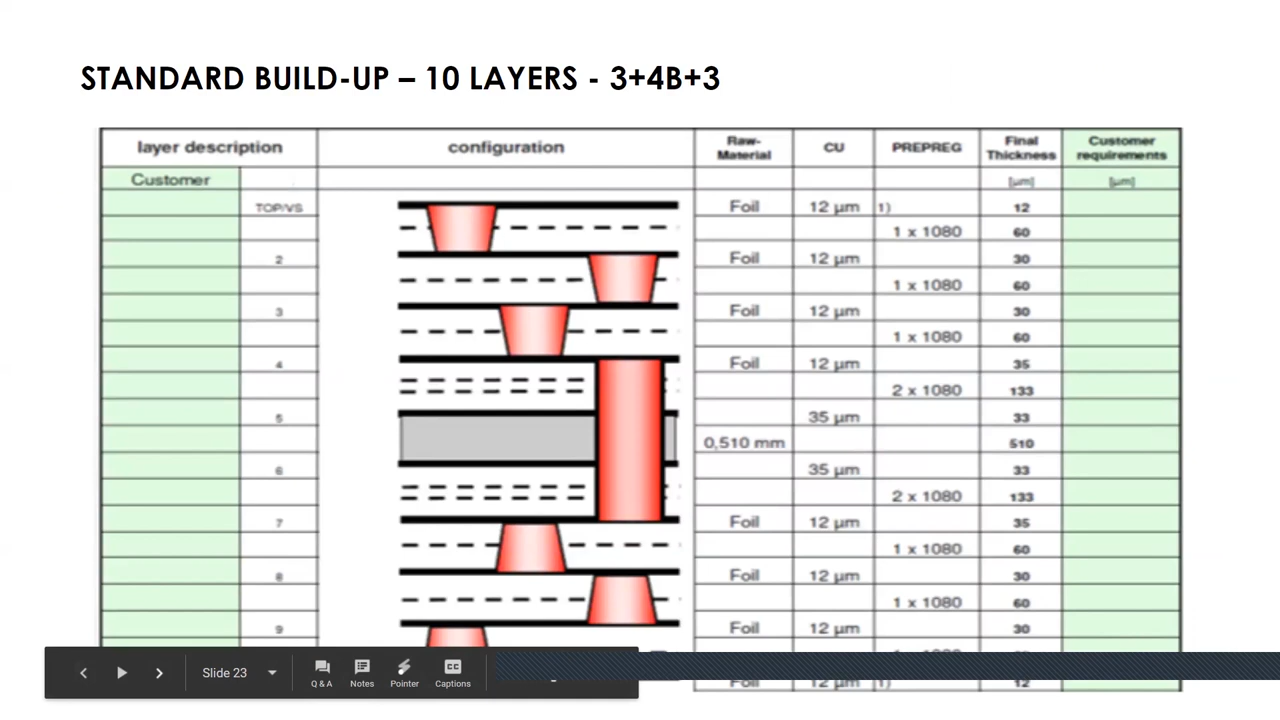 STANDARD BUILD-UP – 10 LAYERS - 3+4B+3
layer description configuration Raw-Material CU PREPREG Final Thickness Customer requirements
Customer [µm] [µm]
TOP/VS Foil 12 µm 1) 12
1 x 1080 60
2 Foil 12 µm 30
1 x 1080 60
3 Foil 12 µm 30
1 x 1080 60
4 Foil 12 µm 35
2 x 1080 133
5 35 µm 33
0,510 mm 510
6 35 µm 33
2 x 1080 133
7 Foil 12 µm 35
1 x 1080 60
8 Foil 12 µm 30
1 x 1080 60
9 Foil 12 µm 30
Foil 12 µm 1) 12
Slide 23
Q & A Notes Pointer Captions